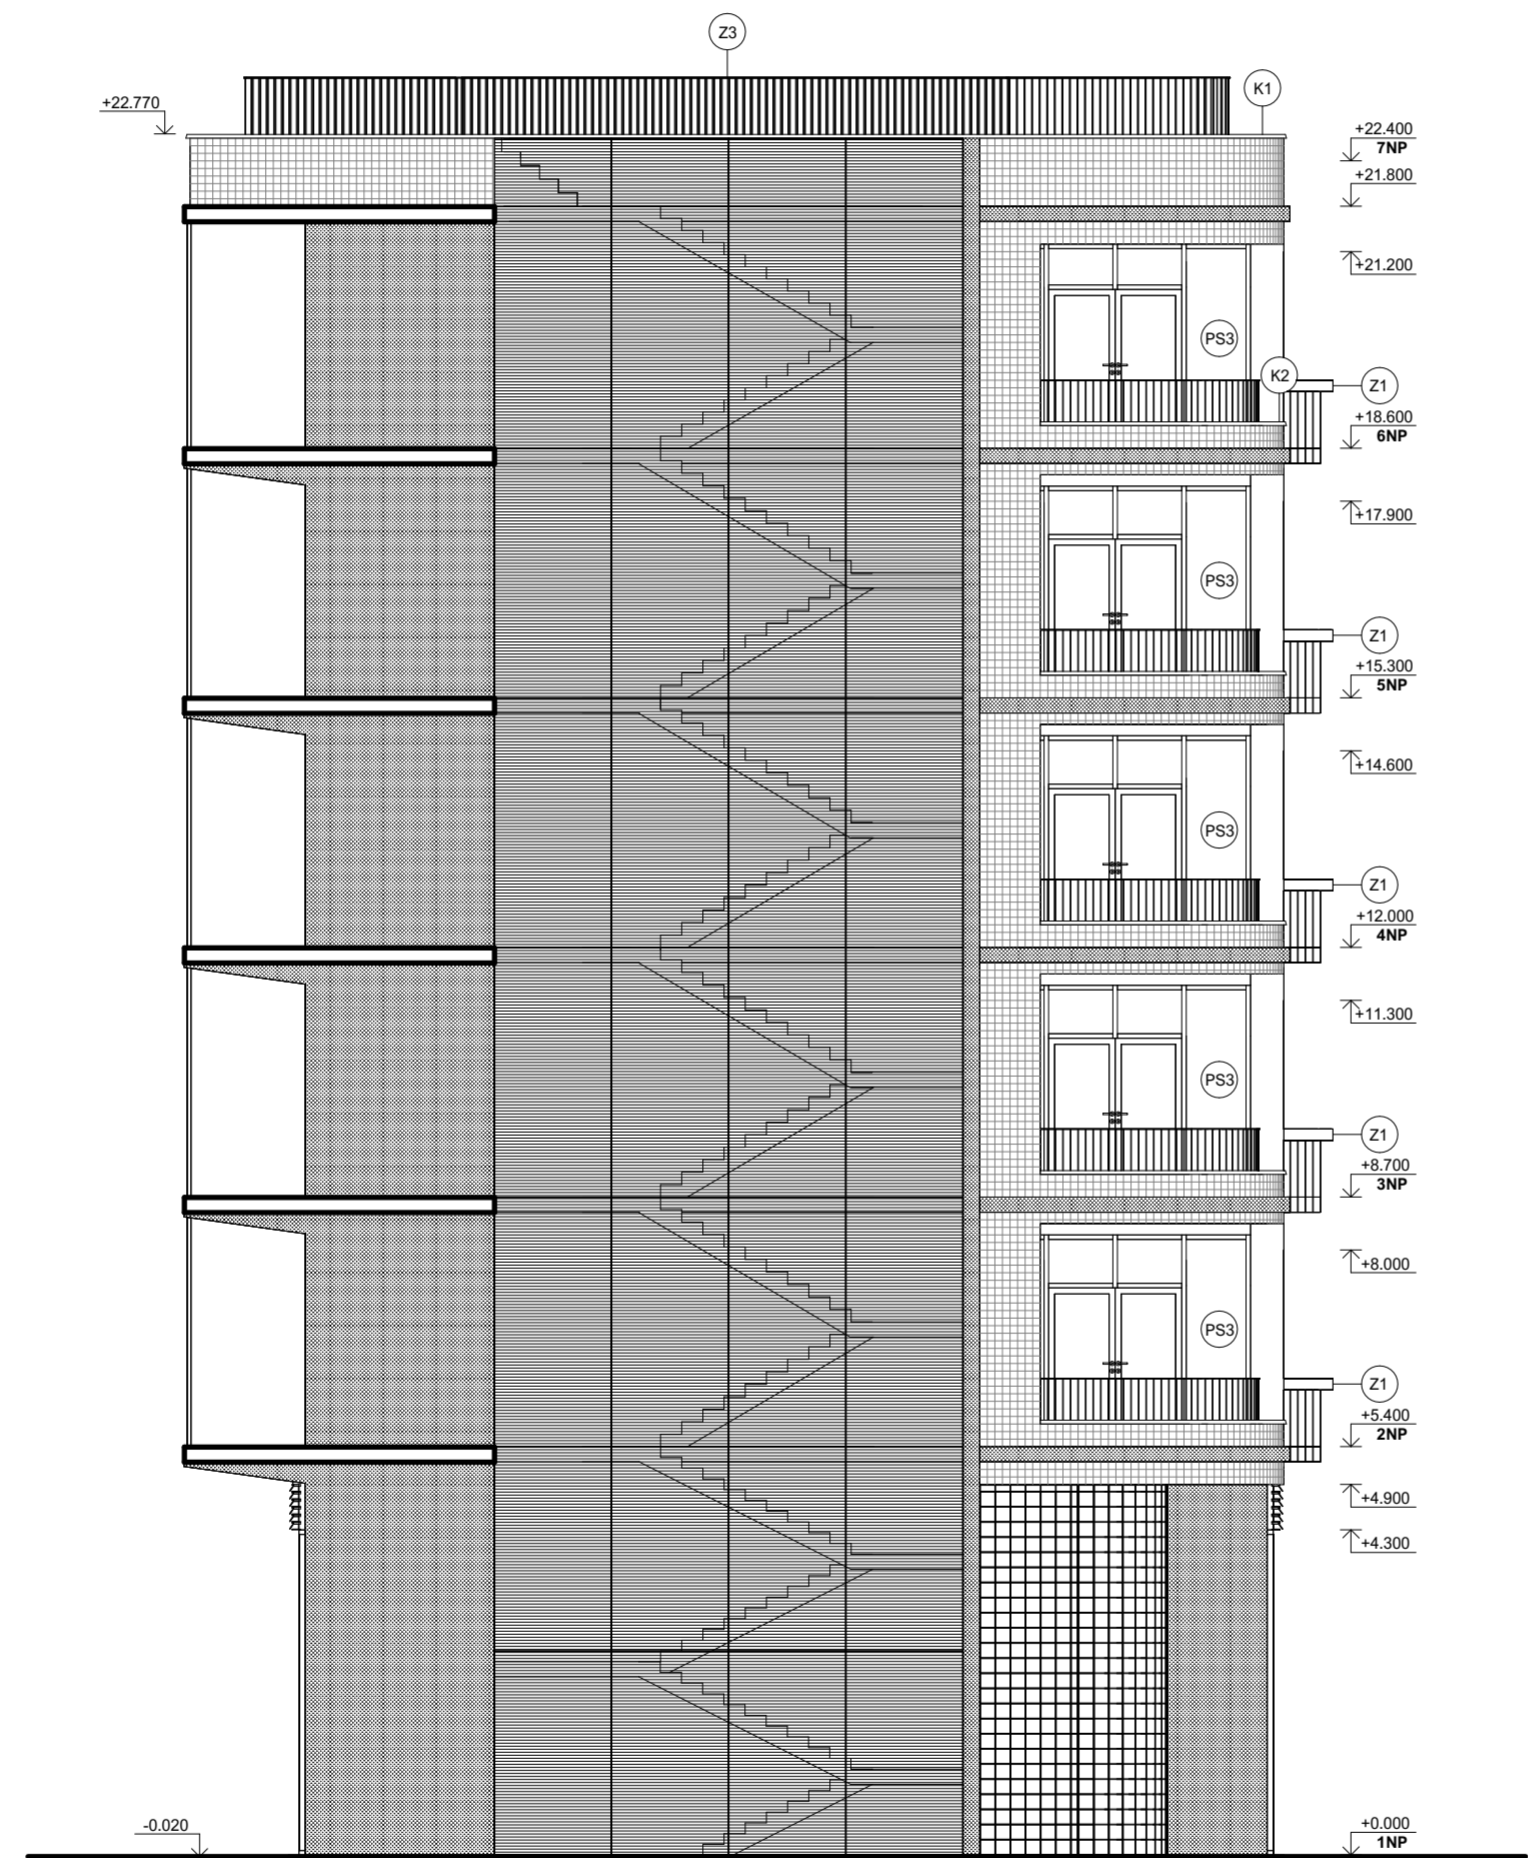 Z3
K1
+22.770
+22.400
7NP
+21.800
+21.200
PS3
K2
Z1
+18.600
6NP
+17.900
PS3
Z1
+15.300
5NP
+14.600
PS3
Z1
+12.000
4NP
+11.300
PS3
Z1
+8.700
3NP
+8.000
PS3
Z1
+5.400
2NP
+4.900
+4.300
-0.020
+0.000
1NP